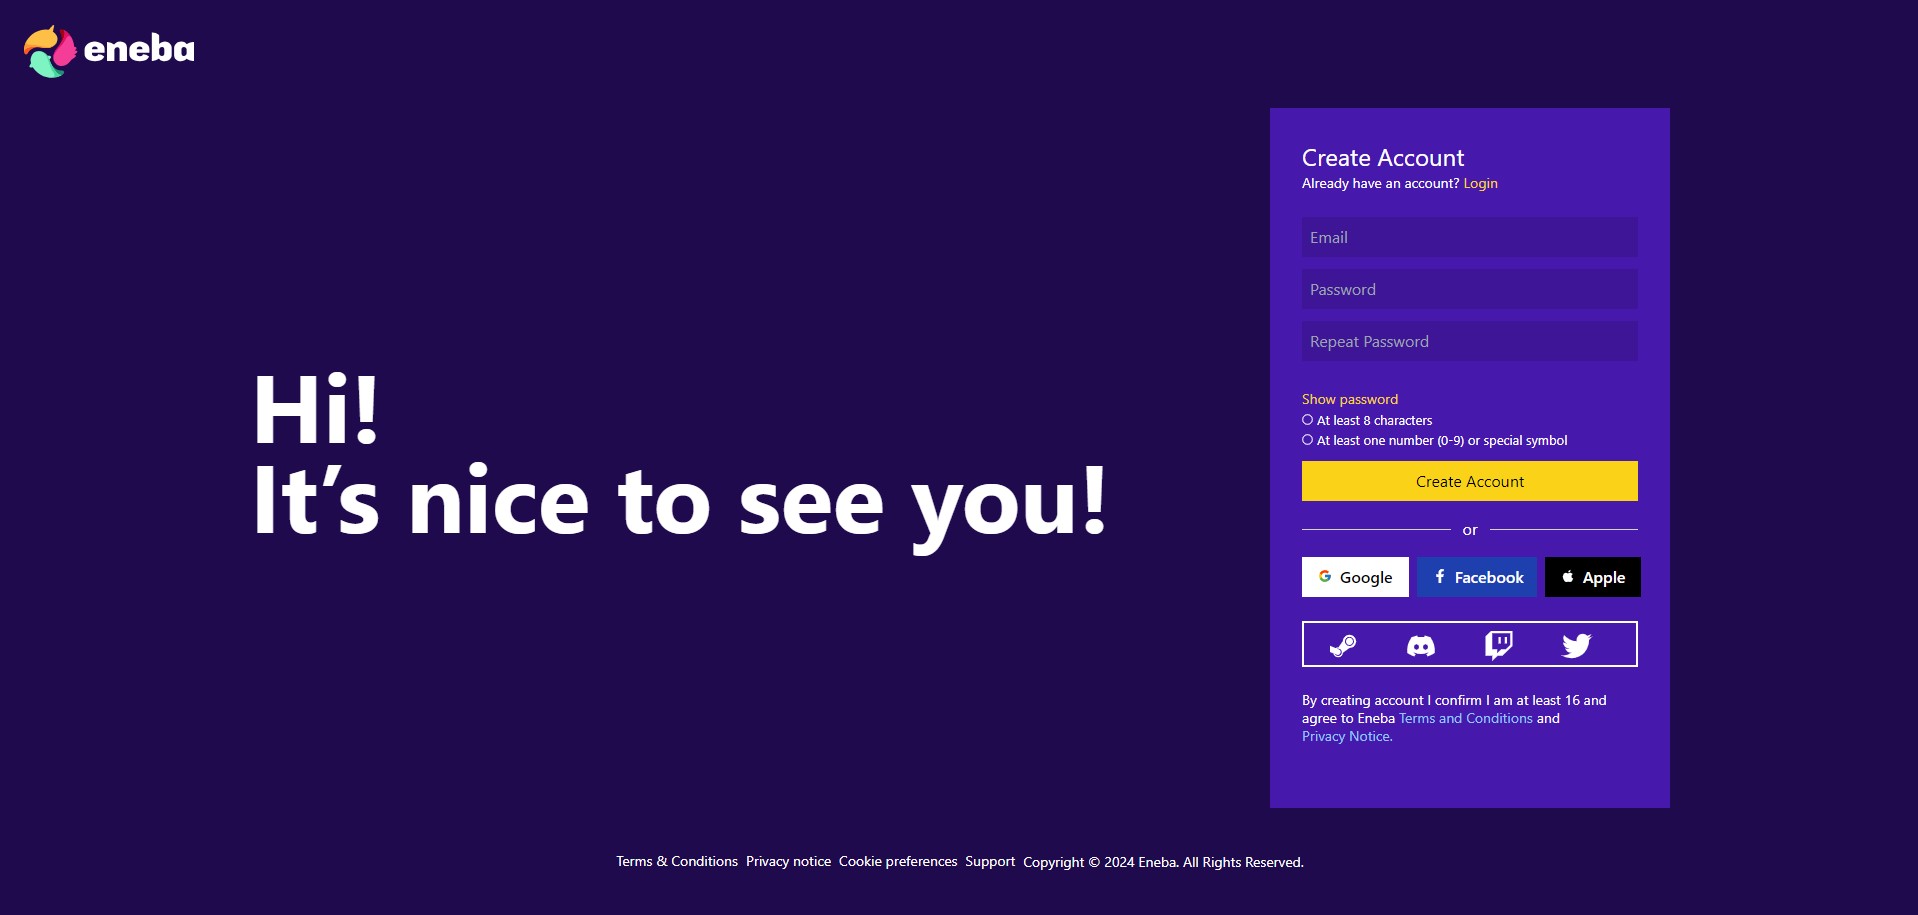 eneba
Create Account
Already have an account? Login
Email
Password
Repeat Password
Show password
At least 8 characters
At least one number (0-9) or special symbol
Create Account
or
Google Facebook Apple
By creating account I confirm I am at least 16 and
agree to Eneba Terms and Conditions and
Privacy Notice.
Hi!
It’s nice to see you!
Terms & Conditions Privacy notice Cookie preferences Support Copyright © 2024 Eneba. All Rights Reserved.